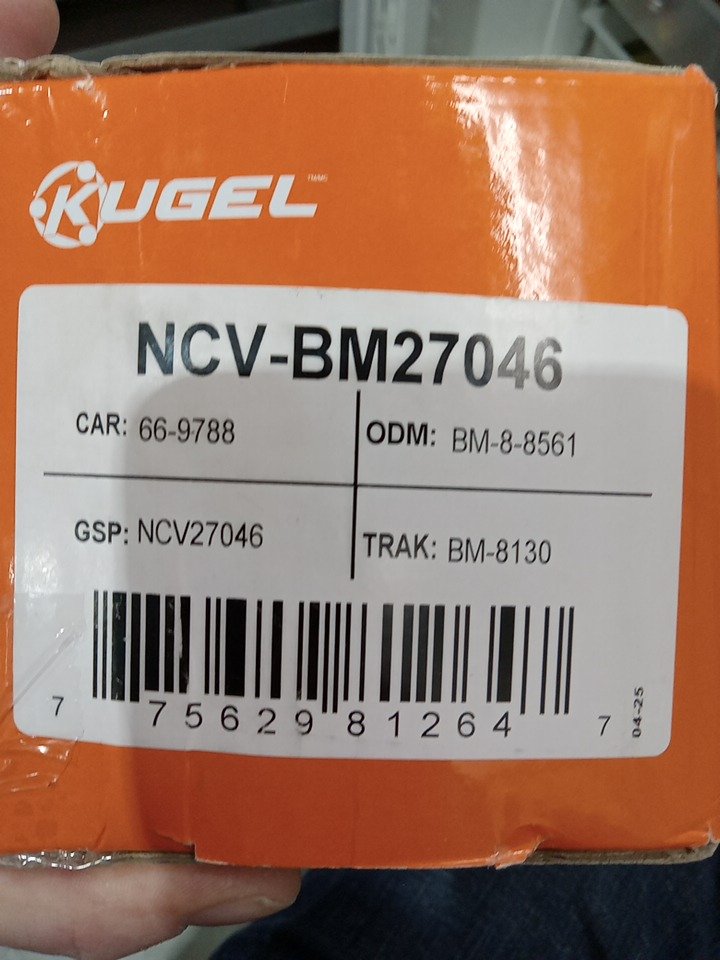 KUGEL
NCV-BM27046
CAR: 66-9788
ODM: BM-8-8561
GSP: NCV27046
TRAK: BM-8130
7 75629 81264 7
04-25